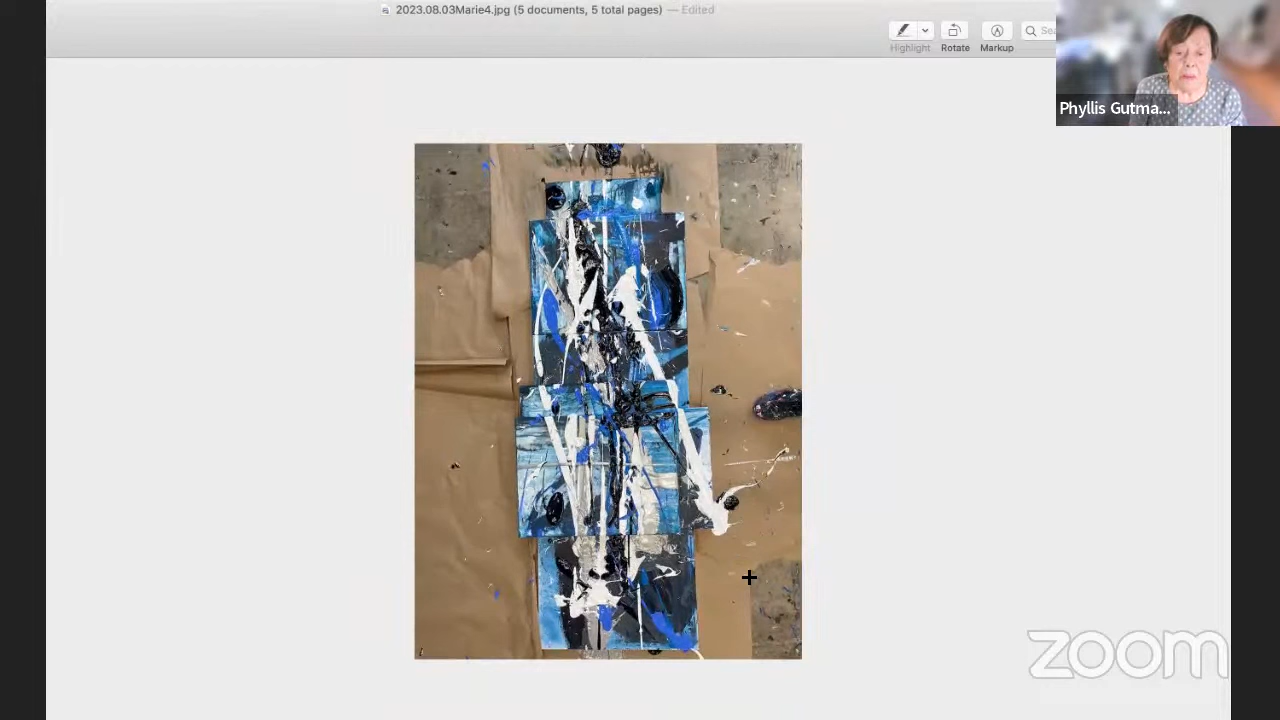 2023.08.03Marie4.jpg (5 documents, 5 total pages) — Edited
Highlight
Rotate
Markup
Phyllis Gutma...
zoom